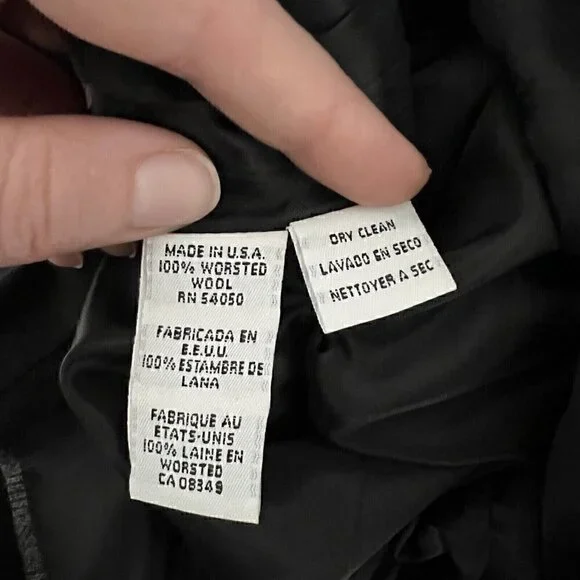 MADE IN U.S.A.
100% WORSTED
WOOL
RN 54050
FABRICADA EN
E.E.U.U.
100% ESTAMBRE DE
LANA
FABRIQUE AU
ETATS-UNIS
100% LAINE EN
WORSTED
CA 08349
DRY CLEAN
LAVADO EN SECO
NETTOYER A SEC